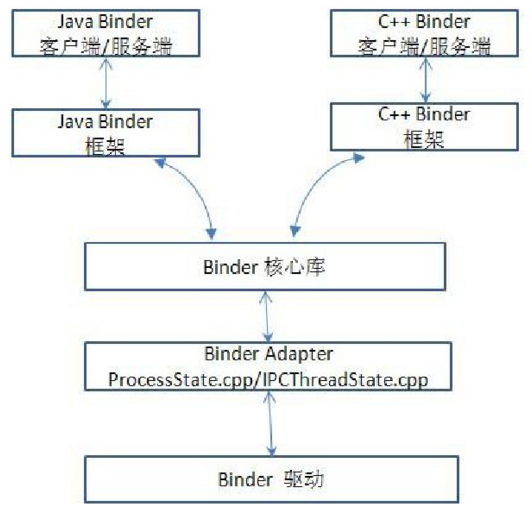 Java Binder
客户端/服务端
C++ Binder
客户端/服务端
Java Binder
框架
C++ Binder
框架
Binder 核心库
Binder Adapter
ProcessState.cpp/IPCThreadState.cpp
Binder 驱动